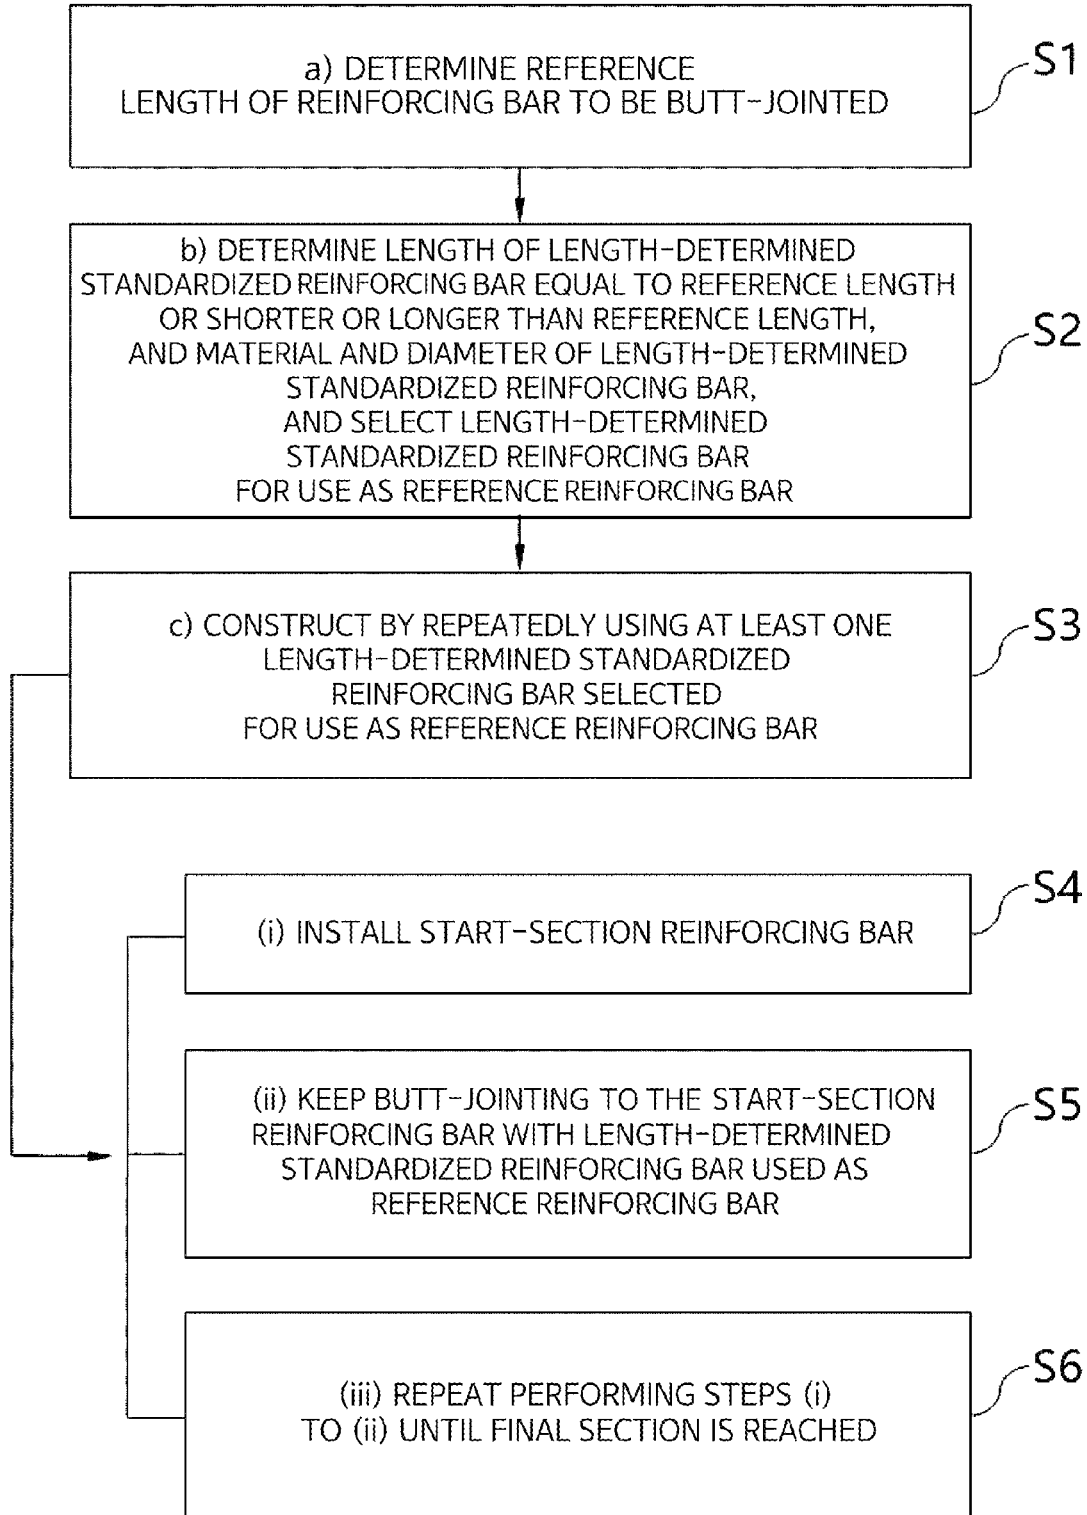 a) DETERMINE REFERENCE
LENGTH OF REINFORCING BAR TO BE BUTT-JOINTED
S1
b) DETERMINE LENGTH OF LENGTH-DETERMINED
STANDARDIZED REINFORCING BAR EQUAL TO REFERENCE LENGTH
OR SHORTER OR LONGER THAN REFERENCE LENGTH,
AND MATERIAL AND DIAMETER OF LENGTH-DETERMINED
STANDARDIZED REINFORCING BAR,
AND SELECT LENGTH-DETERMINED
STANDARDIZED REINFORCING BAR
FOR USE AS REFERENCE REINFORCING BAR
S2
c) CONSTRUCT BY REPEATEDLY USING AT LEAST ONE
LENGTH-DETERMINED STANDARDIZED
REINFORCING BAR SELECTED
FOR USE AS REFERENCE REINFORCING BAR
S3
(i) INSTALL START-SECTION REINFORCING BAR
S4
(ii) KEEP BUTT-JOINTING TO THE START-SECTION
REINFORCING BAR WITH LENGTH-DETERMINED
STANDARDIZED REINFORCING BAR USED AS
REFERENCE REINFORCING BAR
S5
(iii) REPEAT PERFORMING STEPS (i)
TO (ii) UNTIL FINAL SECTION IS REACHED
S6